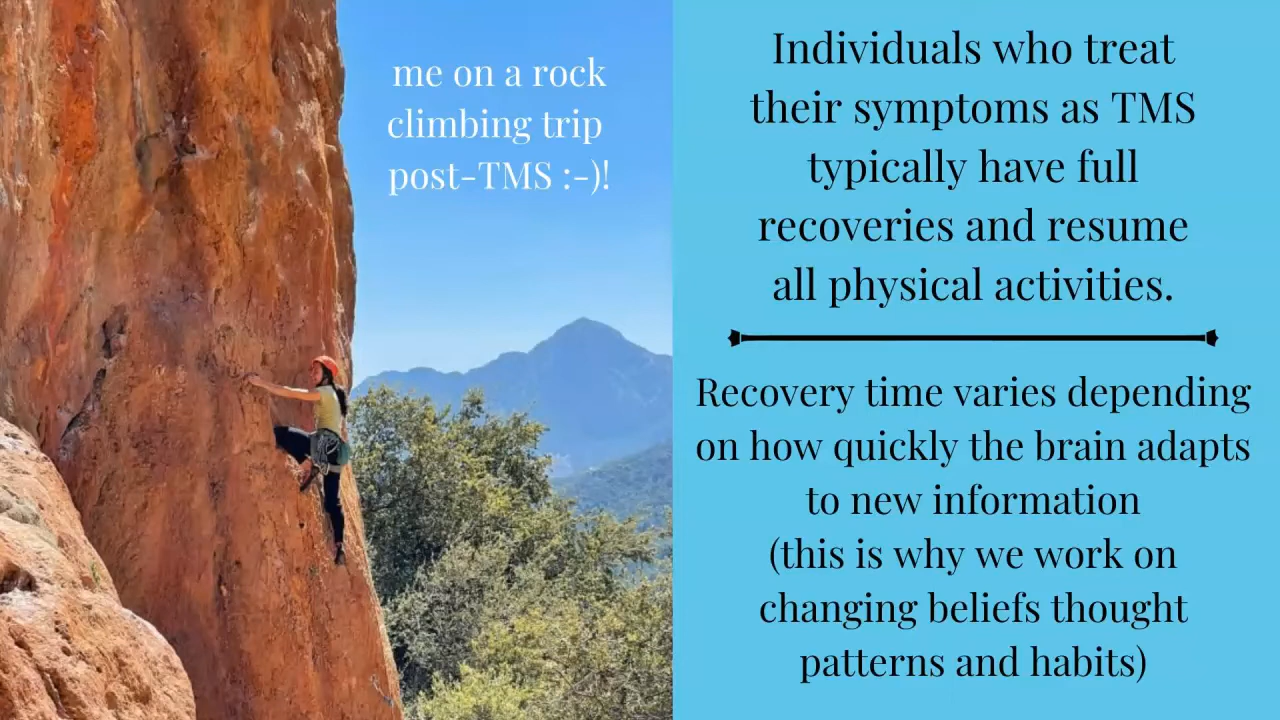 me on a rock
climbing trip
post-TMS :-)!
Individuals who treat
their symptoms as TMS
typically have full
recoveries and resume
all physical activities.
Recovery time varies depending
on how quickly the brain adapts
to new information
(this is why we work on
changing beliefs thought
patterns and habits)